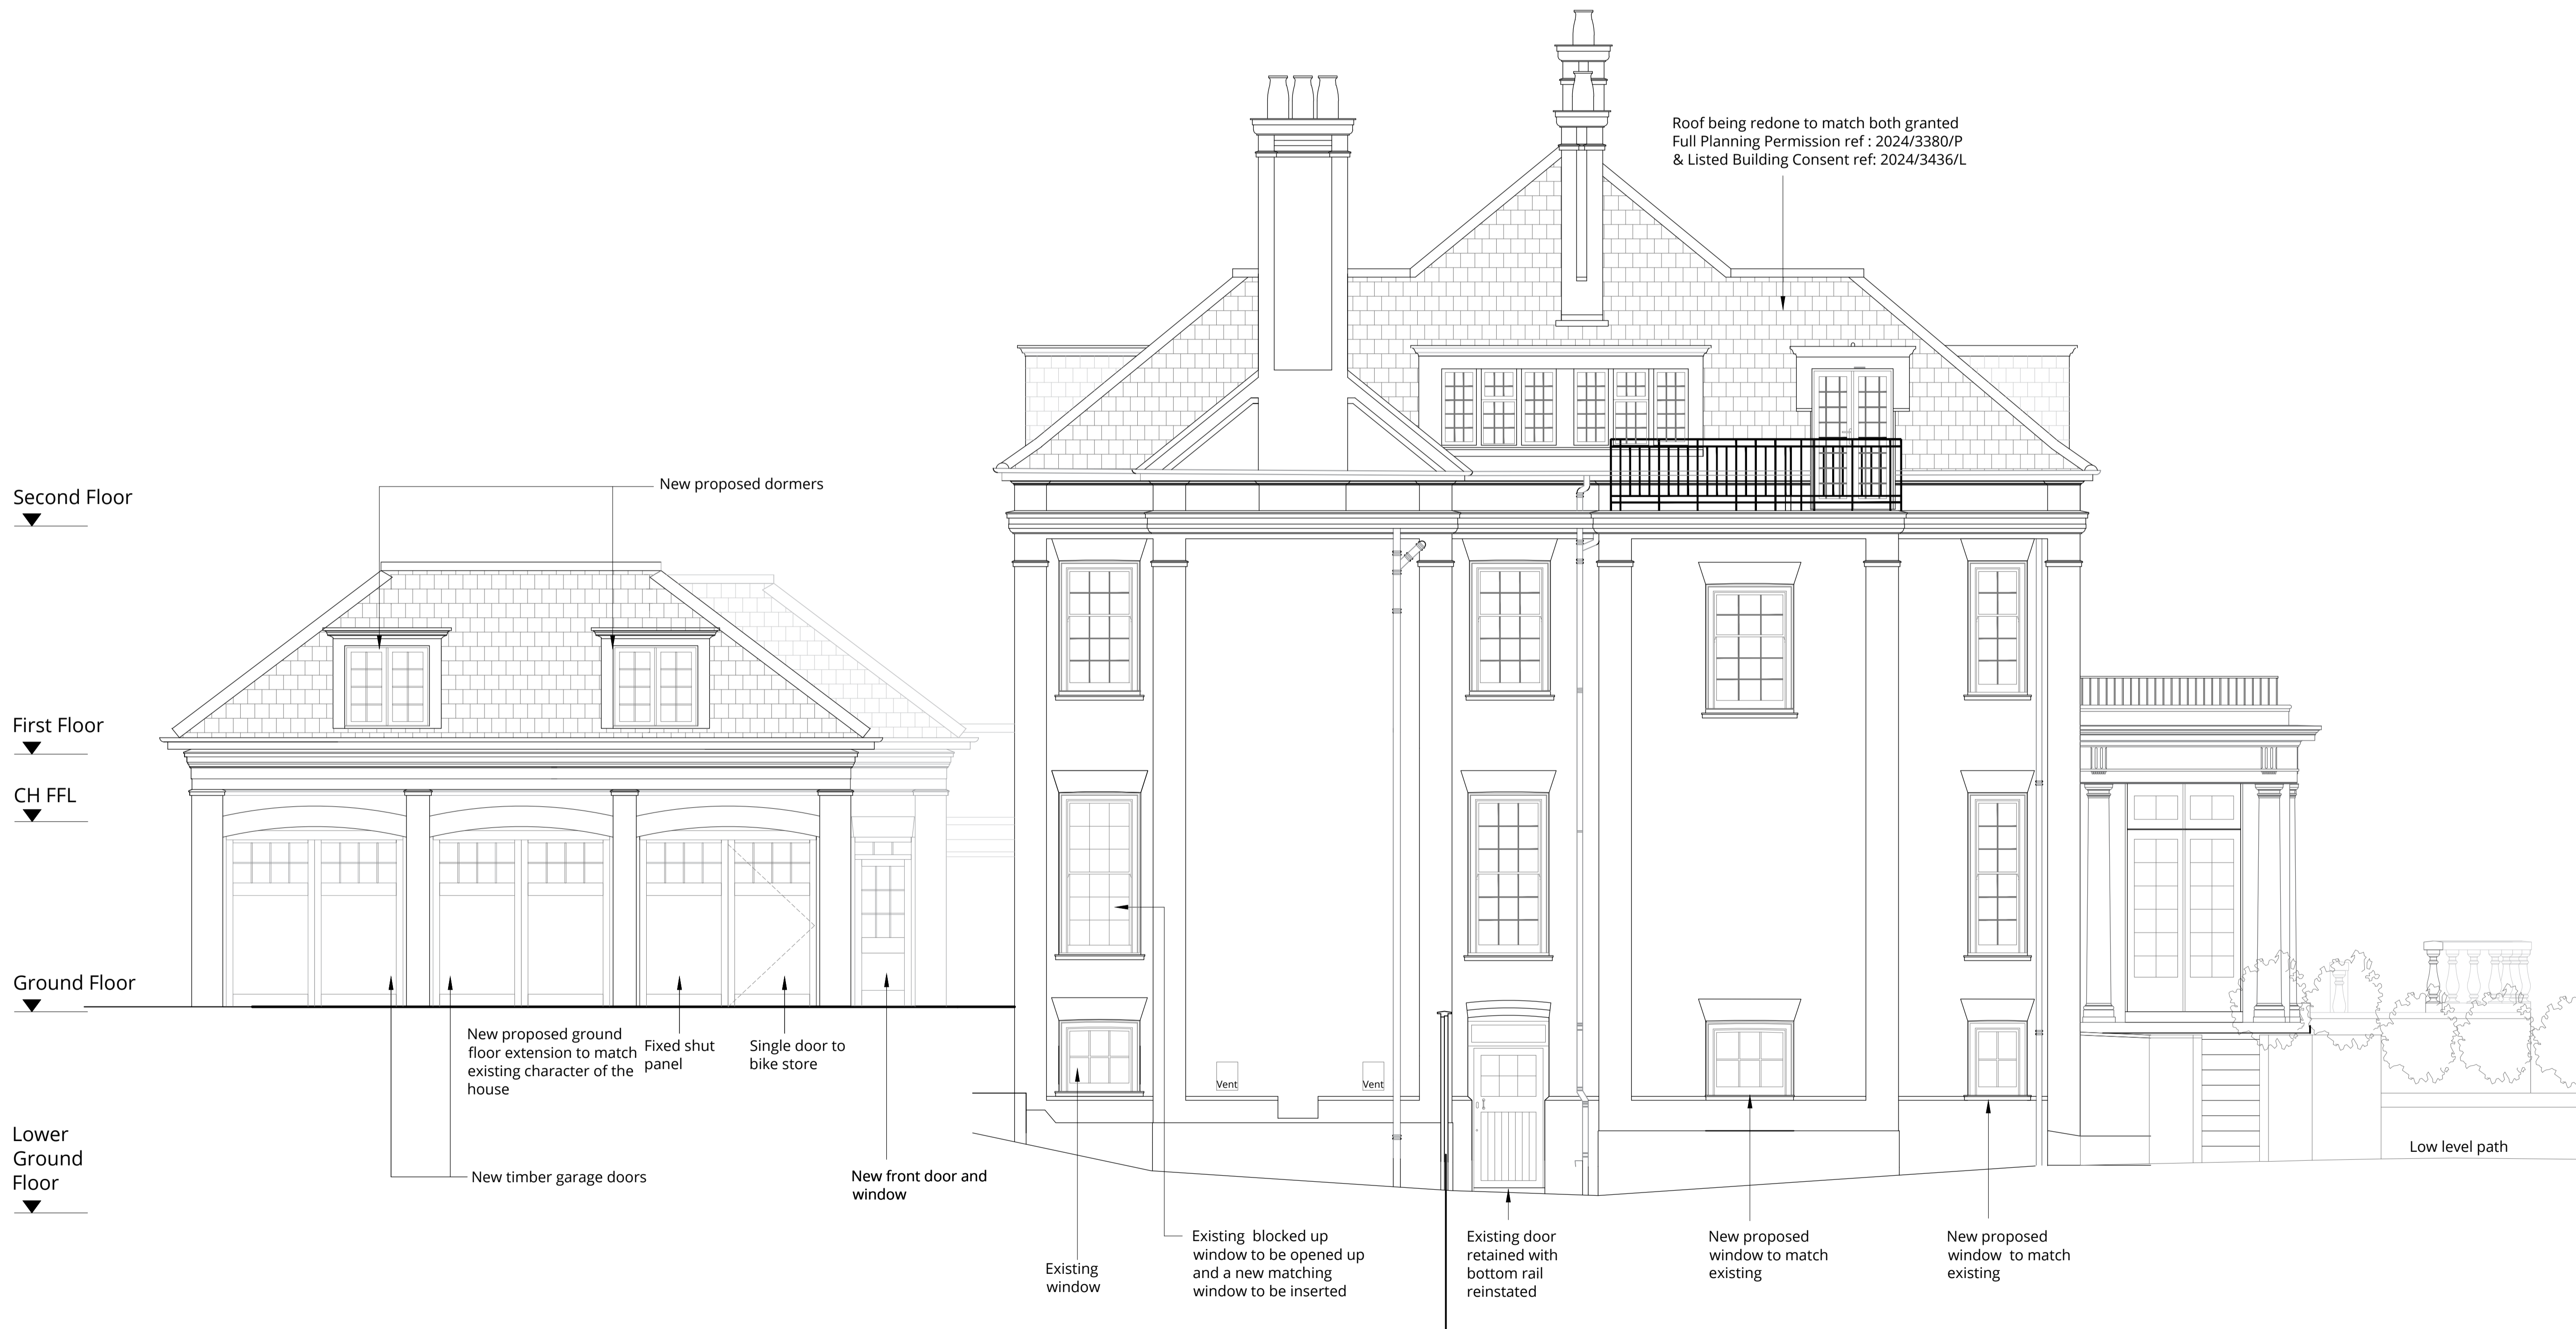 Roof being redone to match both granted
Full Planning Permission ref : 2024/3380/P
& Listed Building Consent ref: 2024/3436/L
New proposed dormers
Second Floor
First Floor
CH FFL
Ground Floor
Lower
Ground
Floor
New proposed ground
floor extension to match
existing character of the
house
Fixed shut
panel
Single door to
bike store
New timber garage doors
New front door and
window
Vent
Vent
Existing
window
Existing blocked up
window to be opened up
and a new matching
window to be inserted
Existing door
retained with
bottom rail
reinstated
New proposed
window to match
existing
New proposed
window to match
existing
Low level path